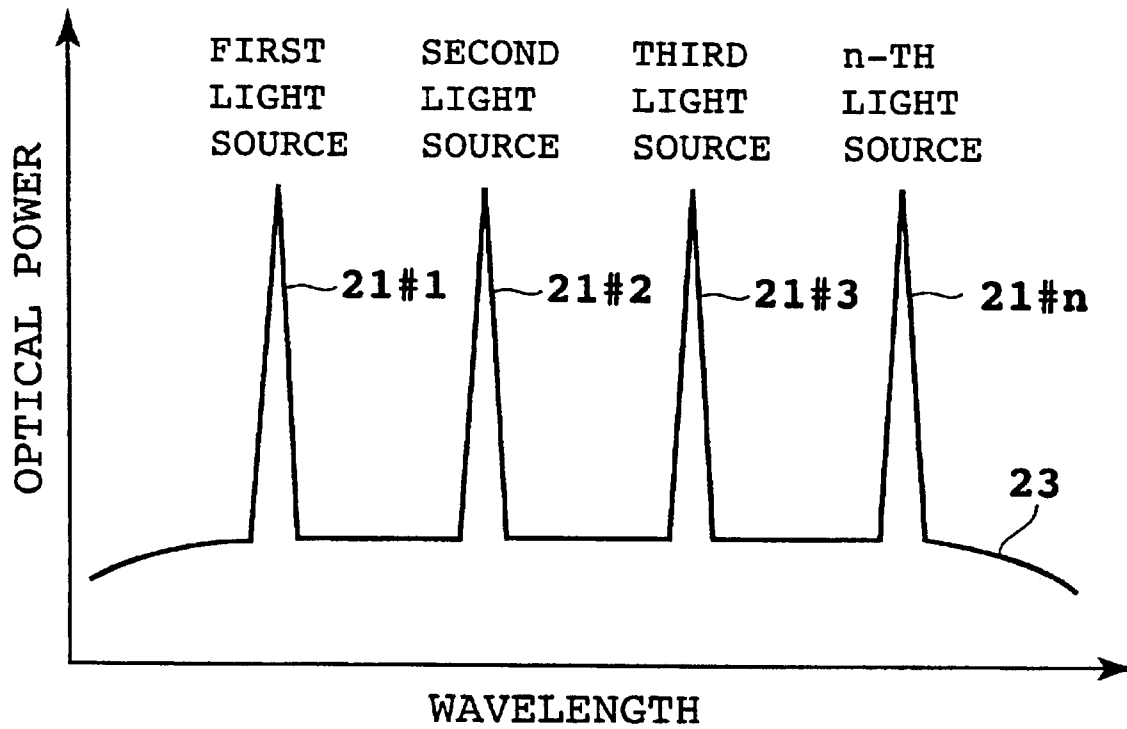 FIRST
LIGHT
SOURCE
SECOND
LIGHT
SOURCE
THIRD
LIGHT
SOURCE
n-TH
LIGHT
SOURCE
OPTICAL POWER
21#1
21#2
21#3
21#n
23
WAVELENGTH